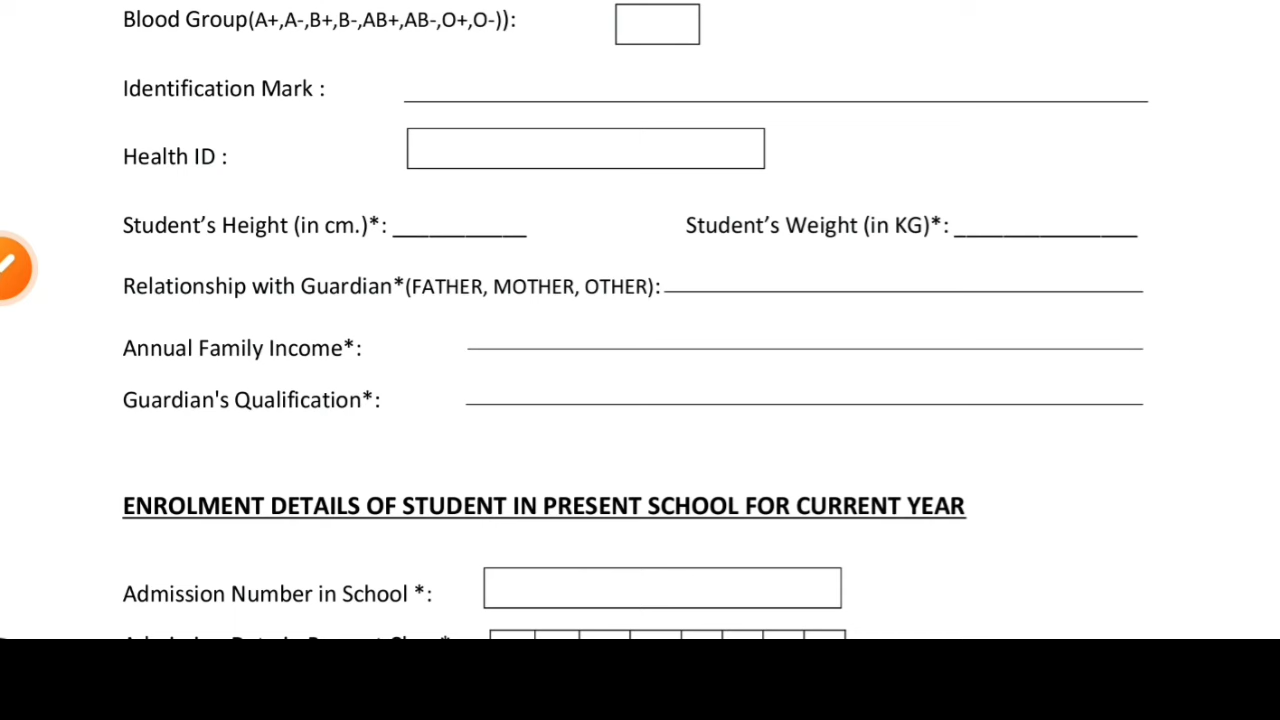 Blood Group(A+,A-,B+,B-,AB+,AB-,O+,O-)):
Identification Mark :
Health ID :
Student’s Height (in cm.)*: ___________ Student’s Weight (in KG)*: _______________
Relationship with Guardian*(FATHER, MOTHER, OTHER):
Annual Family Income*:
Guardian's Qualification*:
ENROLMENT DETAILS OF STUDENT IN PRESENT SCHOOL FOR CURRENT YEAR
Admission Number in School *: